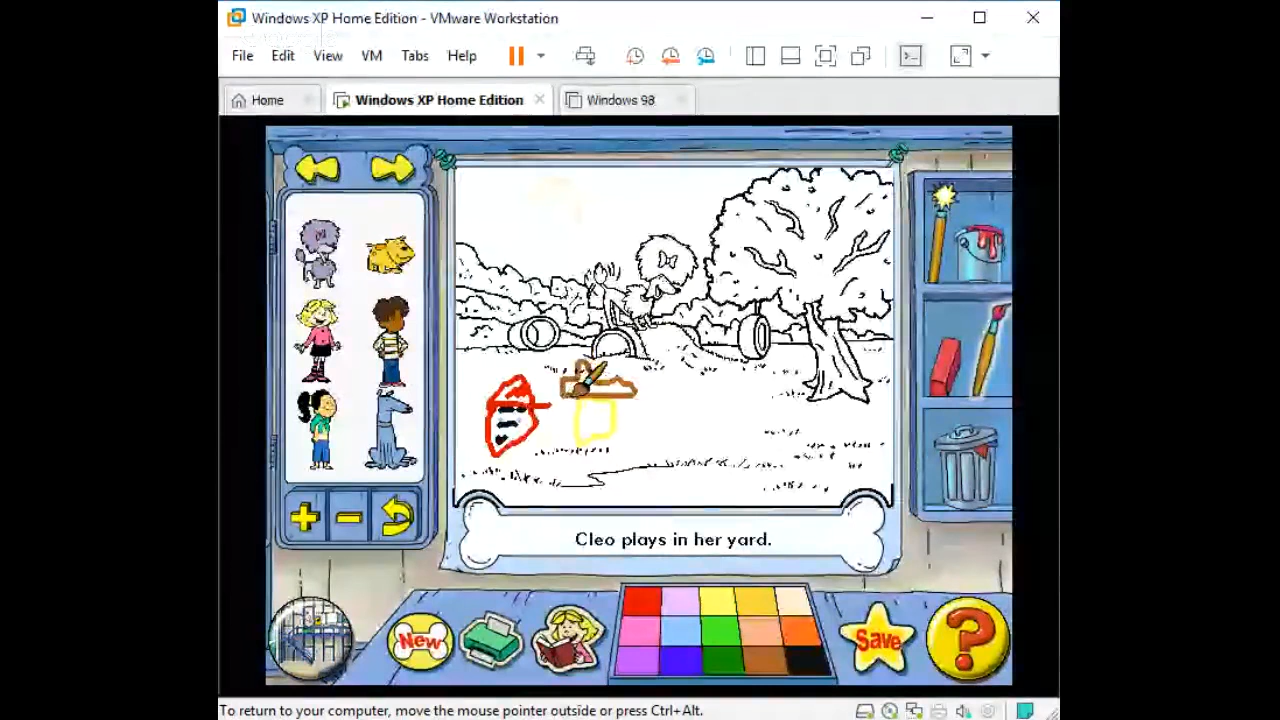 Windows XP Home Edition - VMware Workstation
File Edit View VM Tabs Help
Home Windows XP Home Edition Windows 98
Cleo plays in her yard.
New Save ?
To return to your computer, move the mouse pointer outside or press Ctrl+Alt.